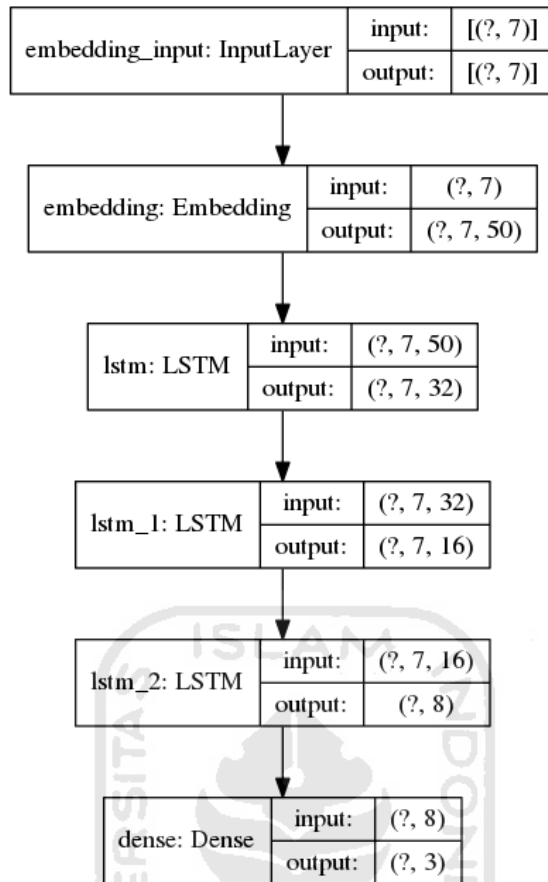 embedding_input: InputLayer
input: [(?, 7)]
output: [(?, 7)]
embedding: Embedding
input: (?, 7)
output: (?, 7, 50)
lstm: LSTM
input: (?, 7, 50)
output: (?, 7, 32)
lstm_1: LSTM
input: (?, 7, 32)
output: (?, 7, 16)
lstm_2: LSTM
input: (?, 7, 16)
output: (?, 8)
dense: Dense
input: (?, 8)
output: (?, 3)
ISLAM